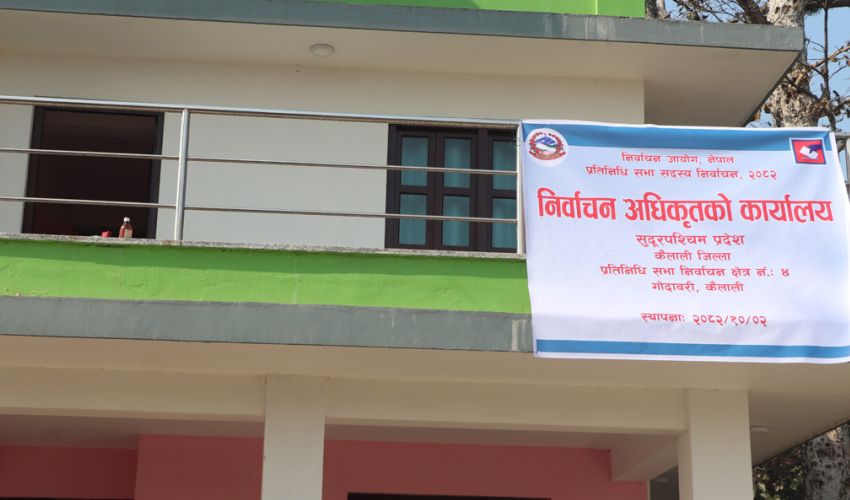 निर्वाचन आयोग, नेपाल
प्रतिनिधि सभा सदस्य निर्वाचन, २०८२
निर्वाचन अधिकृतको कार्यालय
सुदूरपश्चिम प्रदेश
कैलाली जिल्ला
प्रतिनिधि सभा निर्वाचन क्षेत्र नं.: ४
गोदावरी, कैलाली
स्थापनाः २०८२/१०/०२